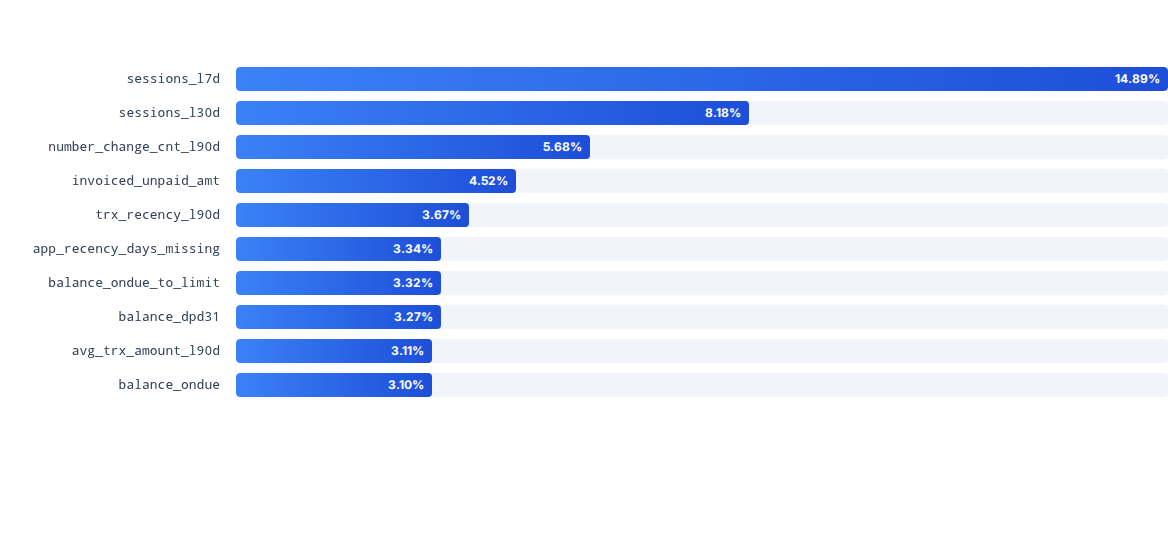 sessions_l7d 14.89%
sessions_l30d 8.18%
number_change_cnt_l90d 5.68%
invoiced_unpaid_amt 4.52%
trx_recency_l90d 3.67%
app_recency_days_missing 3.34%
balance_ondue_to_limit 3.32%
balance_dpd31 3.27%
avg_trx_amount_l90d 3.11%
balance_ondue 3.10%